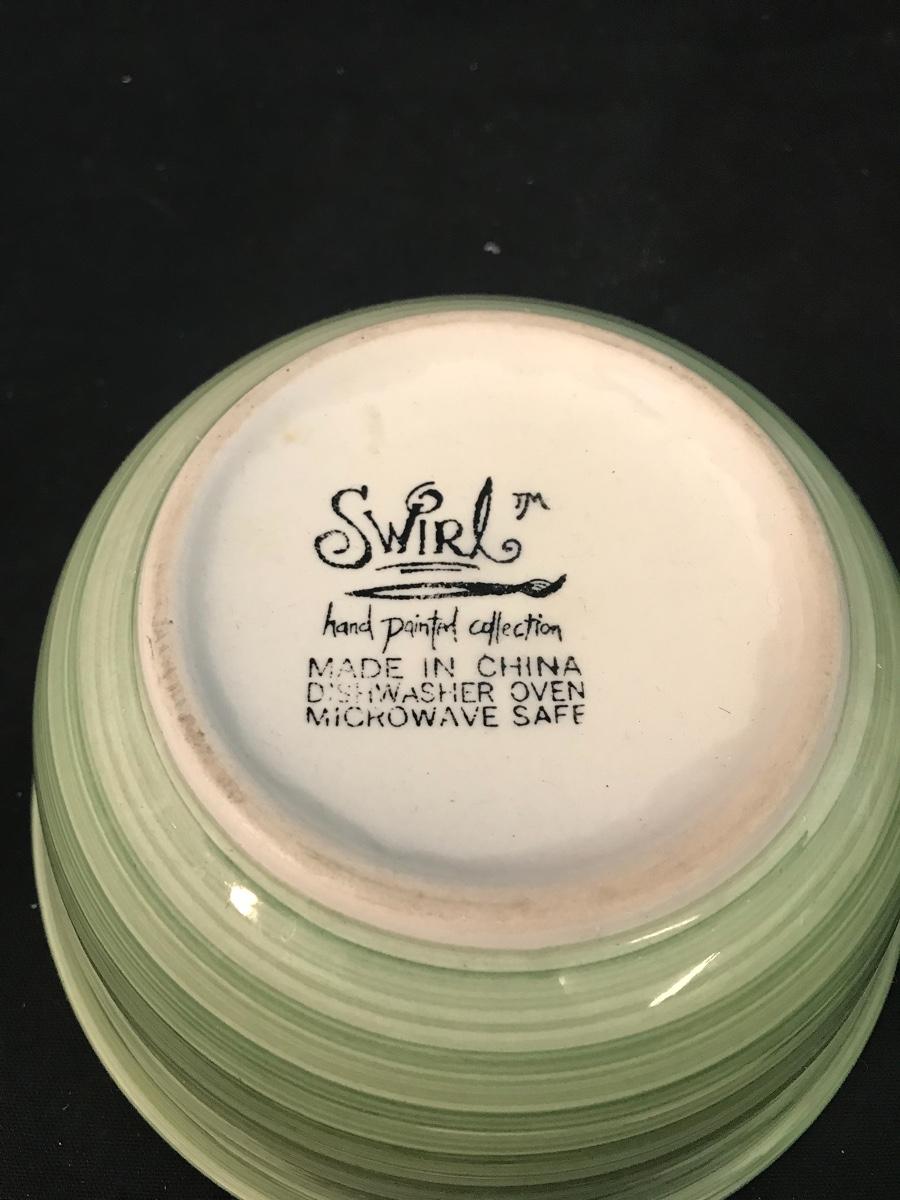 Swirl™
hand painted collection
MADE IN CHINA
DISHWASHER OVEN
MICROWAVE SAFE